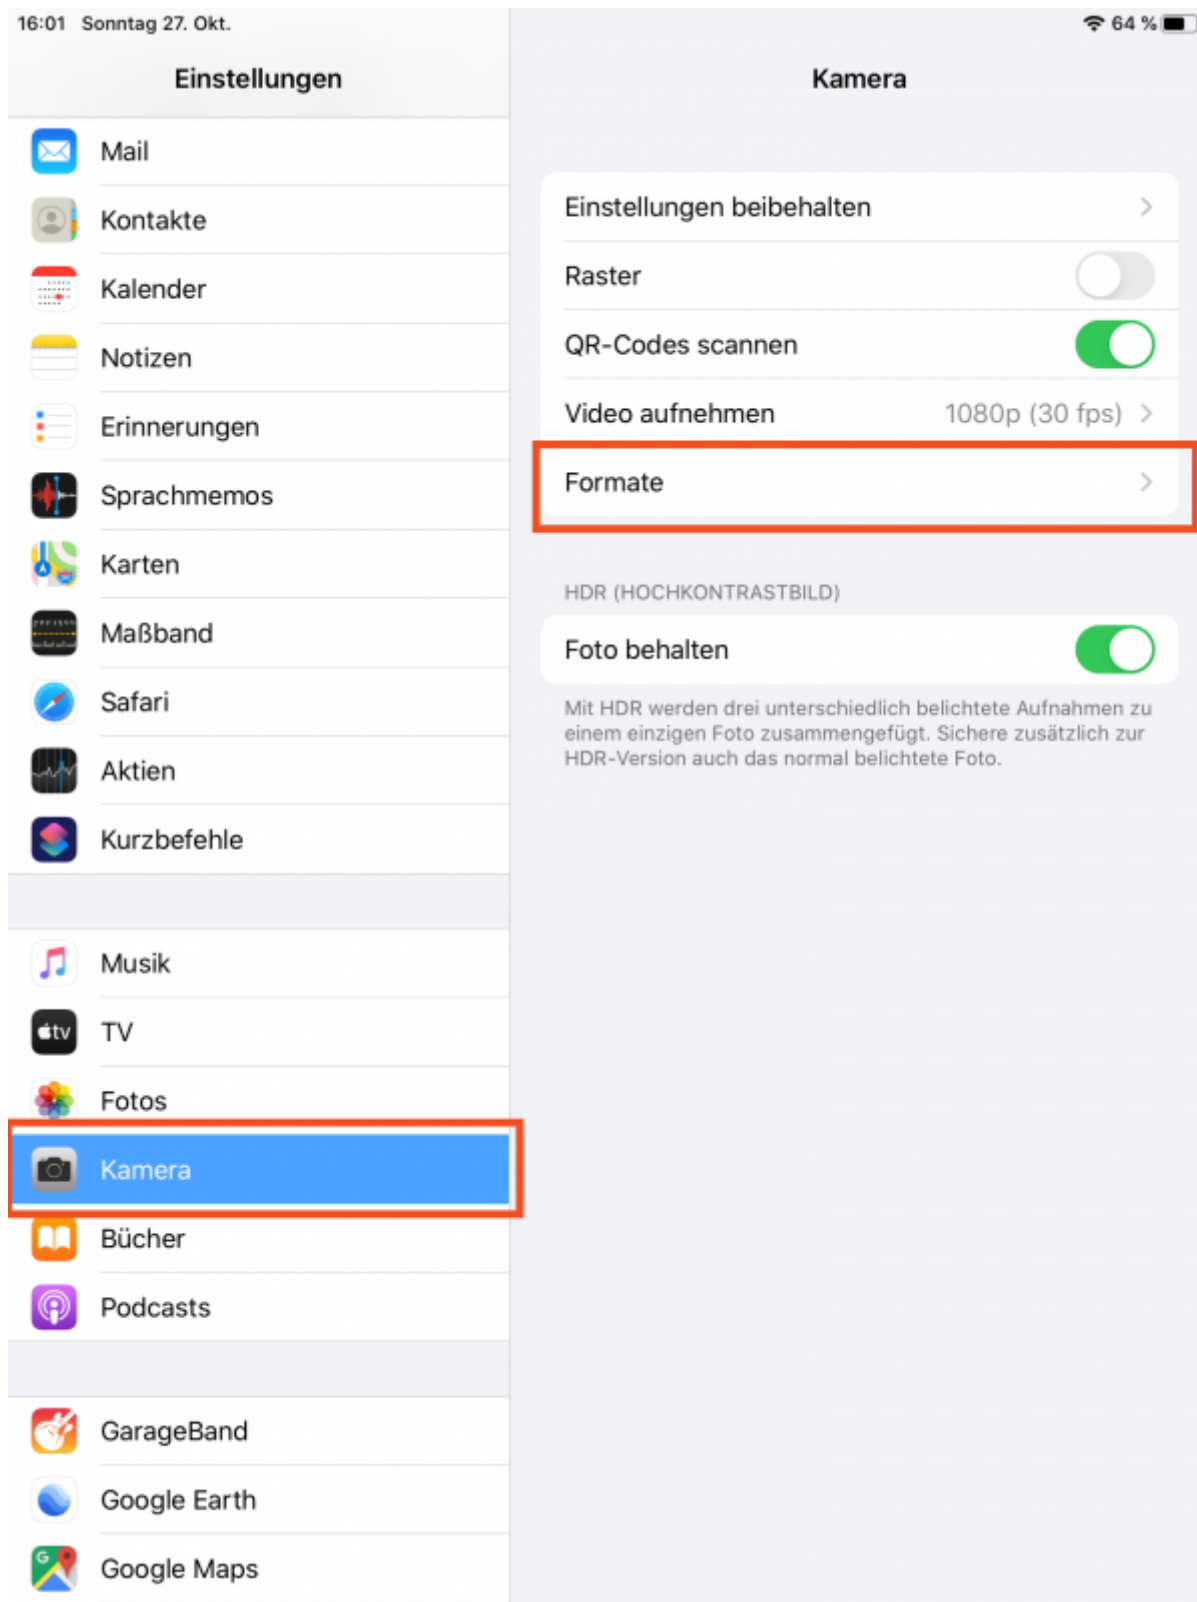 16:01 Sonntag 27. Okt.
64 %
Einstellungen
Mail
Kontakte
Kalender
Notizen
Erinnerungen
Sprachmemos
Karten
Maßband
Safari
Aktien
Kurzbefehle
Musik
tv
TV
Fotos
Kamera
Bücher
Podcasts
GarageBand
Google Earth
G
Google Maps
Kamera
Einstellungen beibehalten
Raster
QR-Codes scannen
Video aufnehmen 1080p (30 fps)
Formate
HDR (HOCHKONTRASTBILD)
Foto behalten
Mit HDR werden drei unterschiedlich belichtete Aufnahmen zu
einem einzigen Foto zusammengefügt. Sichere zusätzlich zur
HDR-Version auch das normal belichtete Foto.